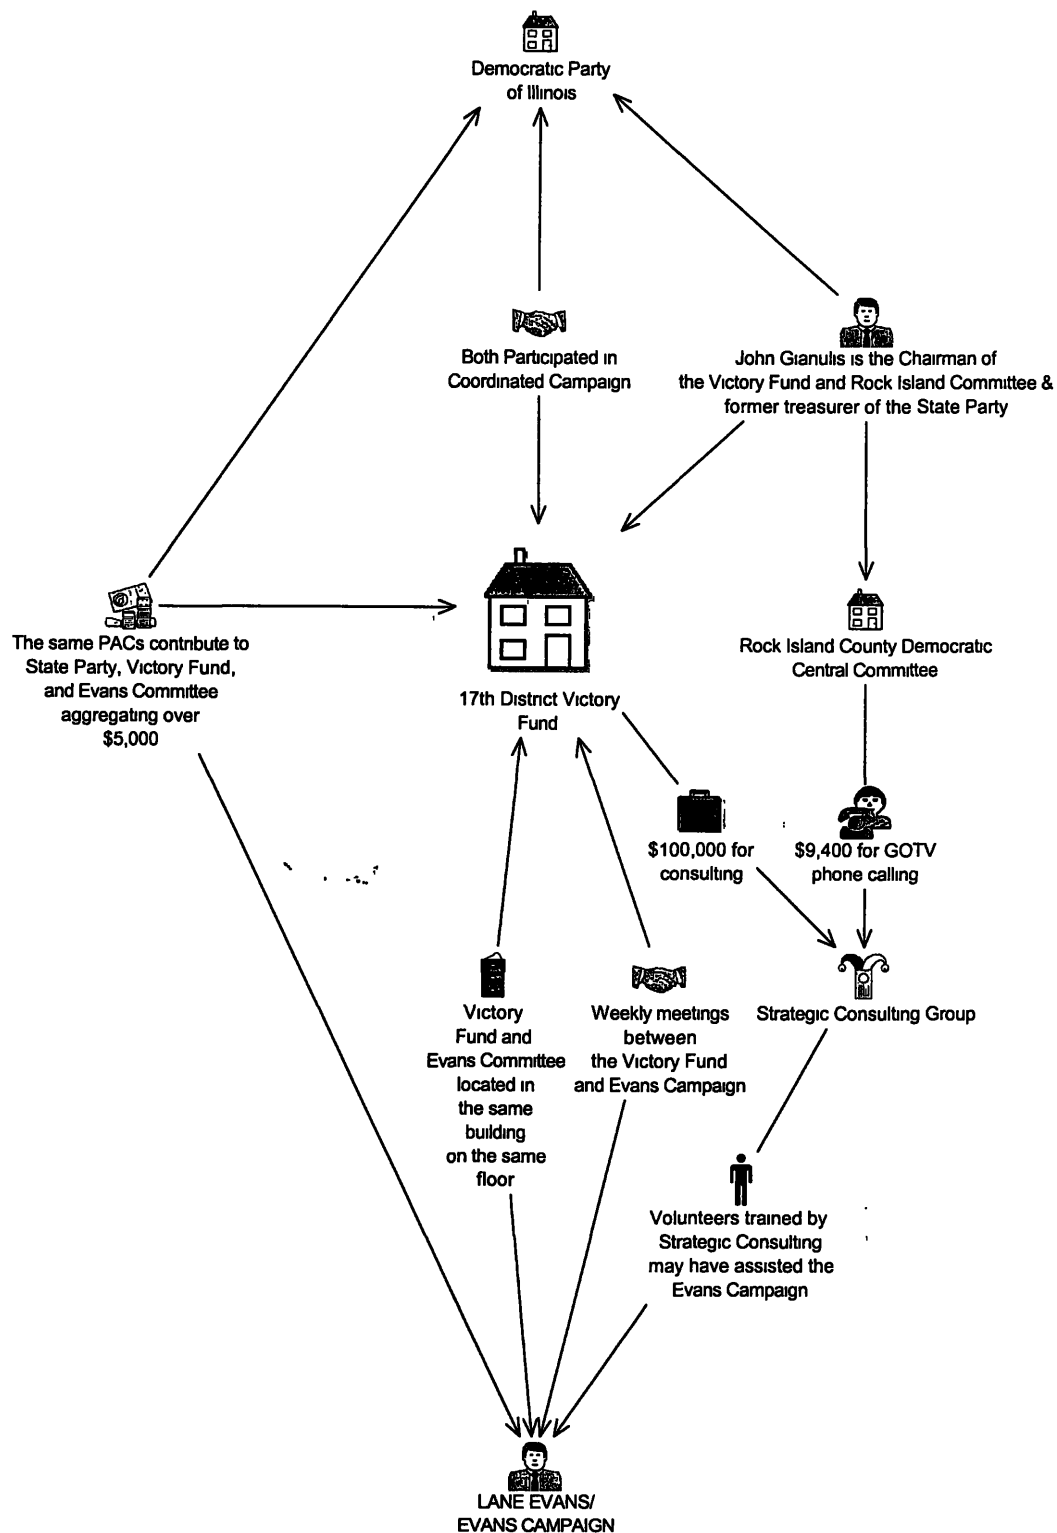 Democratic Party
of Illinois
Both Participated in
Coordinated Campaign
John Gianulis is the Chairman of
the Victory Fund and Rock Island Committee &
former treasurer of the State Party
The same PACs contribute to
State Party, Victory Fund,
and Evans Committee
aggregating over
$5,000
17th District Victory
Fund
Rock Island County Democratic
Central Committee
$100,000 for
consulting
$9,400 for GOTV
phone calling
Victory
Fund and
Evans Committee
located in
the same
building
on the same
floor
Weekly meetings
between
the Victory Fund
and Evans Campaign
Strategic Consulting Group
Volunteers trained by
Strategic Consulting
may have assisted the
Evans Campaign
LANE EVANS/
EVANS CAMPAIGN